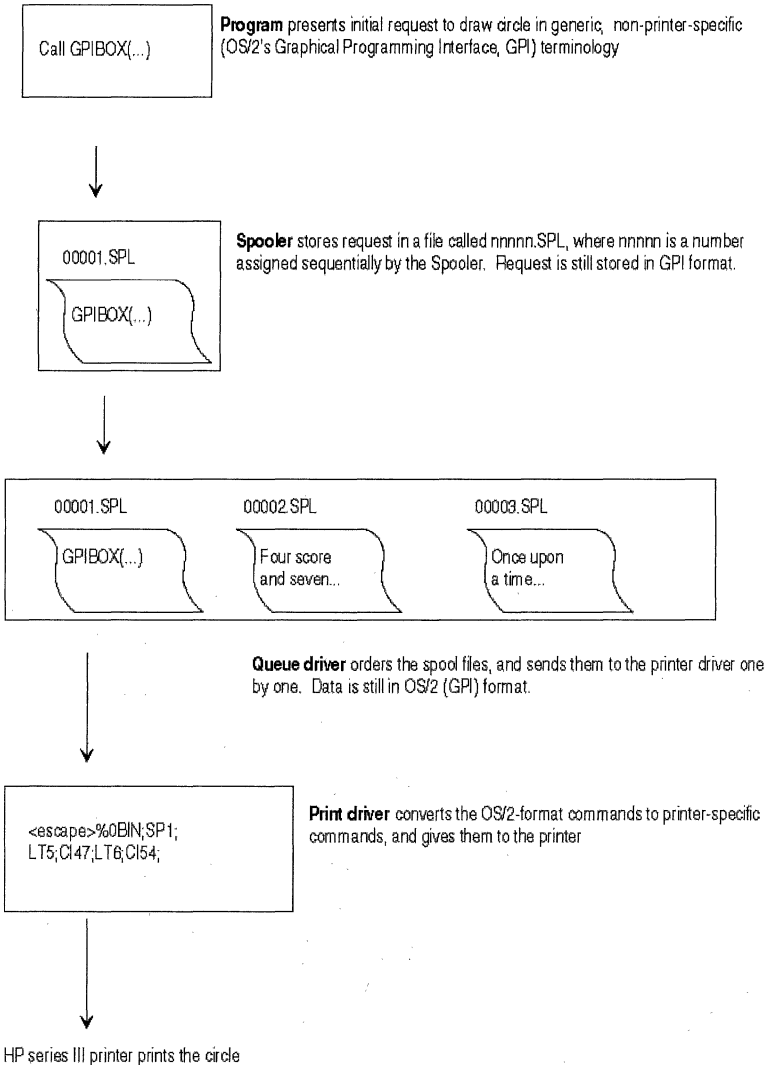 Call GPIBOX(...)
Program presents initial request to draw circle in generic, non-printer-specific
(OS/2's Graphical Programming Interface, GPI) terminology
Spooler stores request in a file called nnnnn.SPL, where nnnnn is a number
assigned sequentially by the Spooler. Request is still stored in GPI format.
00001.SPL
GPIBOX(...)
00001.SPL
GPIBOX(...)
00002.SPL
Four score
and seven...
00003.SPL
Once upon
a time...
Queue driver orders the spool files, and sends them to the printer driver one
by one. Data is still in OS/2 (GPI) format.
Print driver converts the OS/2-format commands to printer-specific
commands, and gives them to the printer
<escape>%0BIN;SP1;
LT5;CI47;LT6;CI54;
HP series III printer prints the circle